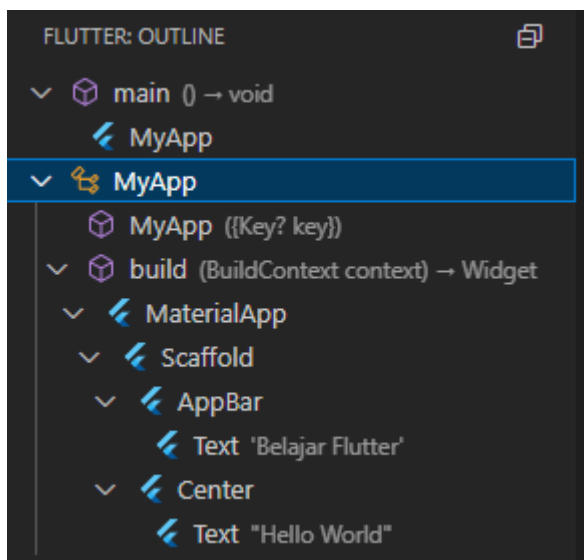 FLUTTER: OUTLINE
main () → void
MyApp
MyApp
MyApp ({Key? key})
build (BuildContext context) → Widget
MaterialApp
Scaffold
AppBar
Text 'Belajar Flutter'
Center
Text "Hello World"